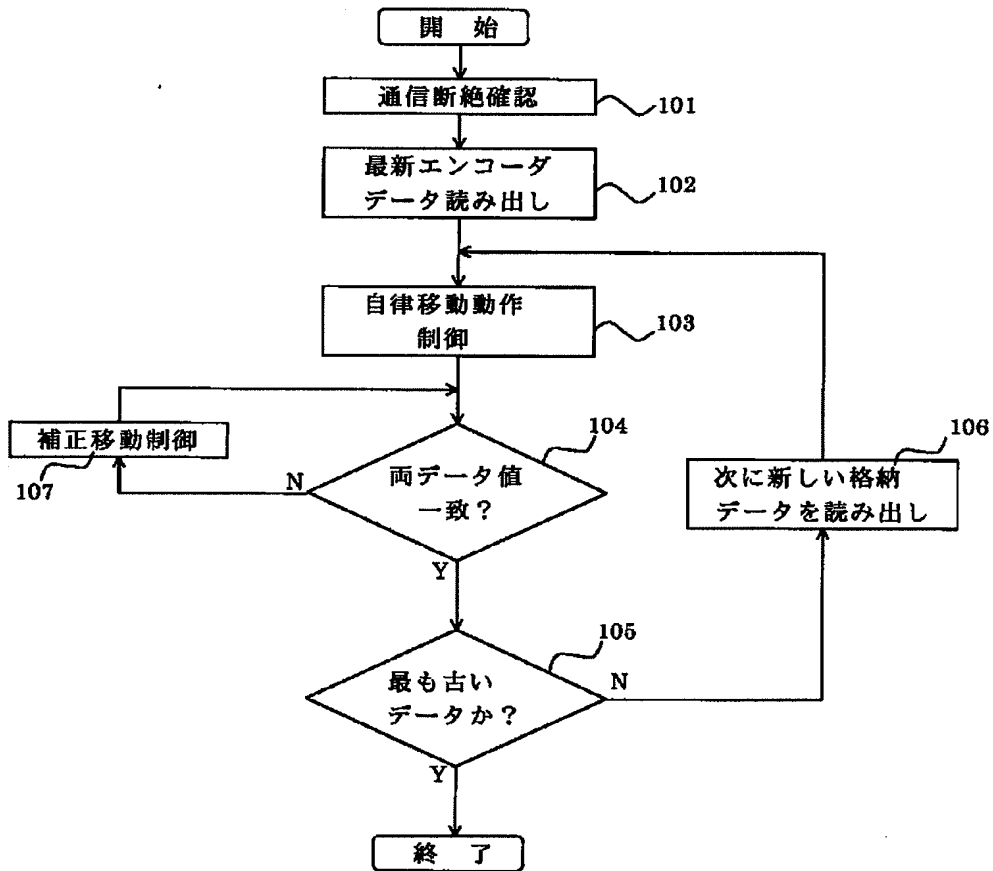 開 始
通信断絶確認
101
最新エンコーダ
データ読み出し
102
自律移動動作
制御
103
補正移動制御
107
104
両データ値
一致？
N
Y
106
次に新しい格納
データを読み出し
105
最も古い
データか？
N
Y
終 了